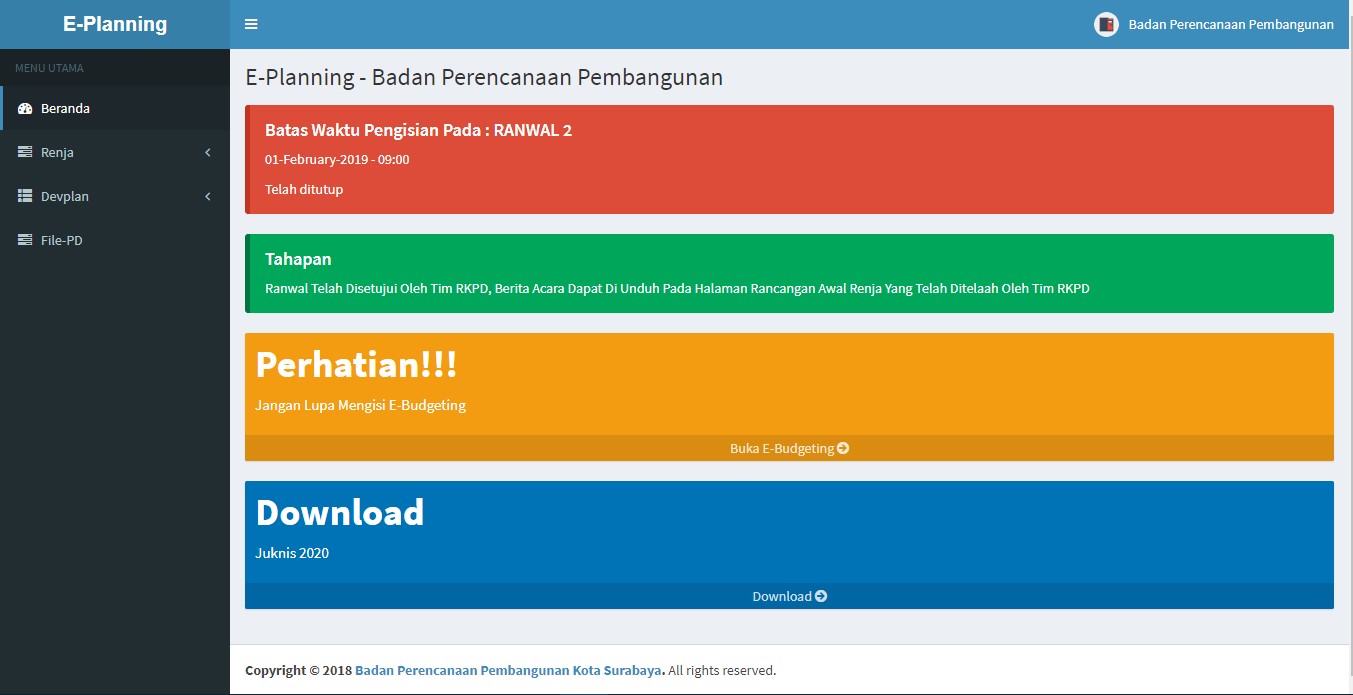 E-Planning
Badan Perencanaan Pembangunan
MENU UTAMA
Beranda
Renja
Devplan
File-PD
E-Planning - Badan Perencanaan Pembangunan
Batas Waktu Pengisian Pada : RANWAL 2
01-February-2019 - 09:00
Telah ditutup
Tahapan
Ranwal Telah Disetujui Oleh Tim RKPD, Berita Acara Dapat Di Unduh Pada Halaman Rancangan Awal Renja Yang Telah Ditelaah Oleh Tim RKPD
Perhatian!!!
Jangan Lupa Mengisi E-Budgeting
Buka E-Budgeting
Download
Juknis 2020
Download
Copyright © 2018 Badan Perencanaan Pembangunan Kota Surabaya. All rights reserved.